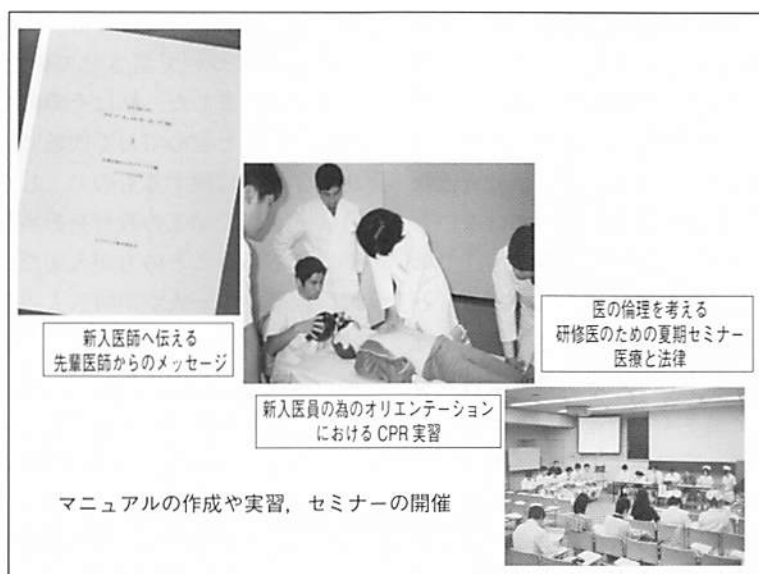 新入医師へ伝える
先輩医師からのメッセージ
新入医員の為のオリエンテーション
における CPR 実習
医の倫理を考える
研修医のための夏期セミナー
医療と法律
マニュアルの作成や実習，セミナーの開催